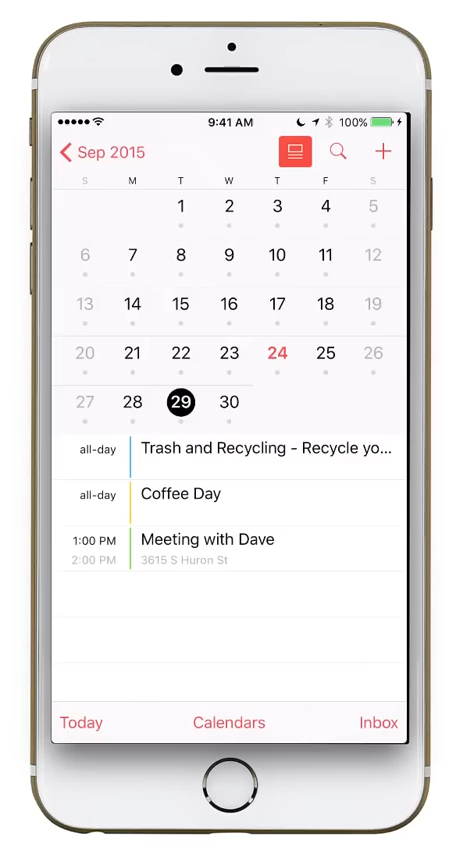 9:41 AM 100%
Sep 2015
S M T W T F S
1 2 3 4 5
6 7 8 9 10 11 12
13 14 15 16 17 18 19
20 21 22 23 24 25 26
27 28 29 30
all-day Trash and Recycling - Recycle yo...
all-day Coffee Day
1:00 PM Meeting with Dave
2:00 PM 3615 S Huron St
Today Calendars Inbox